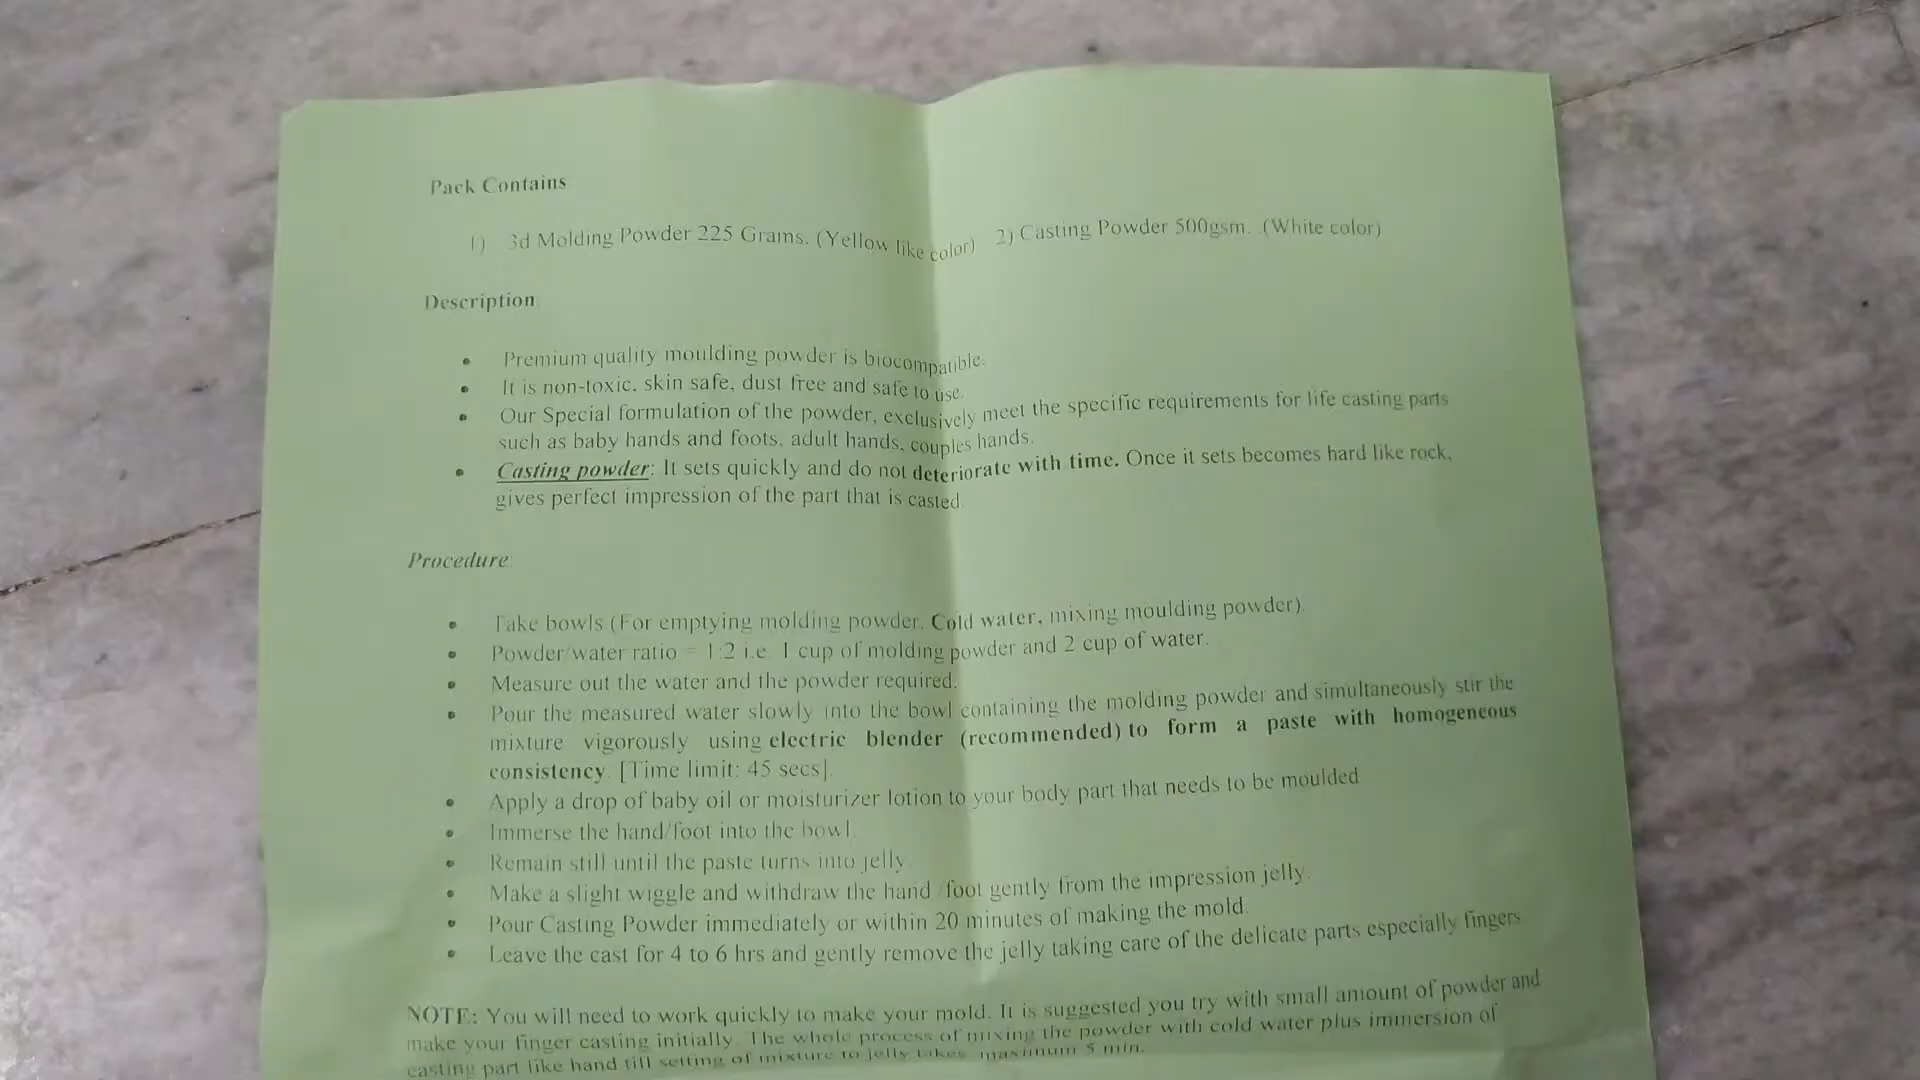 Pack Contains
1) 3d Molding Powder 225 Grams. (Yellow like color) 2) Casting Powder 500gsm. (White color)
Description
• Premium quality moulding powder is biocompatible.
• It is non-toxic, skin safe, dust free and safe to use.
• Our Special formulation of the powder, exclusively meet the specific requirements for life casting parts
such as baby hands and foots, adult hands, couples hands.
• Casting powder: It sets quickly and do not deteriorate with time. Once it sets becomes hard like rock,
gives perfect impression of the part that is casted.
Procedure:
• Take bowls (For emptying molding powder, Cold water, mixing moulding powder).
• Powder/water ratio = 1:2 i.e. 1 cup of molding powder and 2 cup of water.
• Measure out the water and the powder required.
• Pour the measured water slowly into the bowl containing the molding powder and simultaneously stir the
mixture vigorously using electric blender (recommended) to form a paste with homogeneous
consistency. [Time limit: 45 secs].
• Apply a drop of baby oil or moisturizer lotion to your body part that needs to be moulded
• Immerse the hand/foot into the bowl.
• Remain still until the paste turns into jelly.
• Make a slight wiggle and withdraw the hand /foot gently from the impression jelly.
• Pour Casting Powder immediately or within 20 minutes of making the mold.
• Leave the cast for 4 to 6 hrs and gently remove the jelly taking care of the delicate parts especially fingers.
NOTE: You will need to work quickly to make your mold. It is suggested you try with small amount of powder and
make your finger casting initially. The whole process of mixing the powder with cold water plus immersion of
casting part like hand till setting of mixture to jelly takes maximum 5 min.